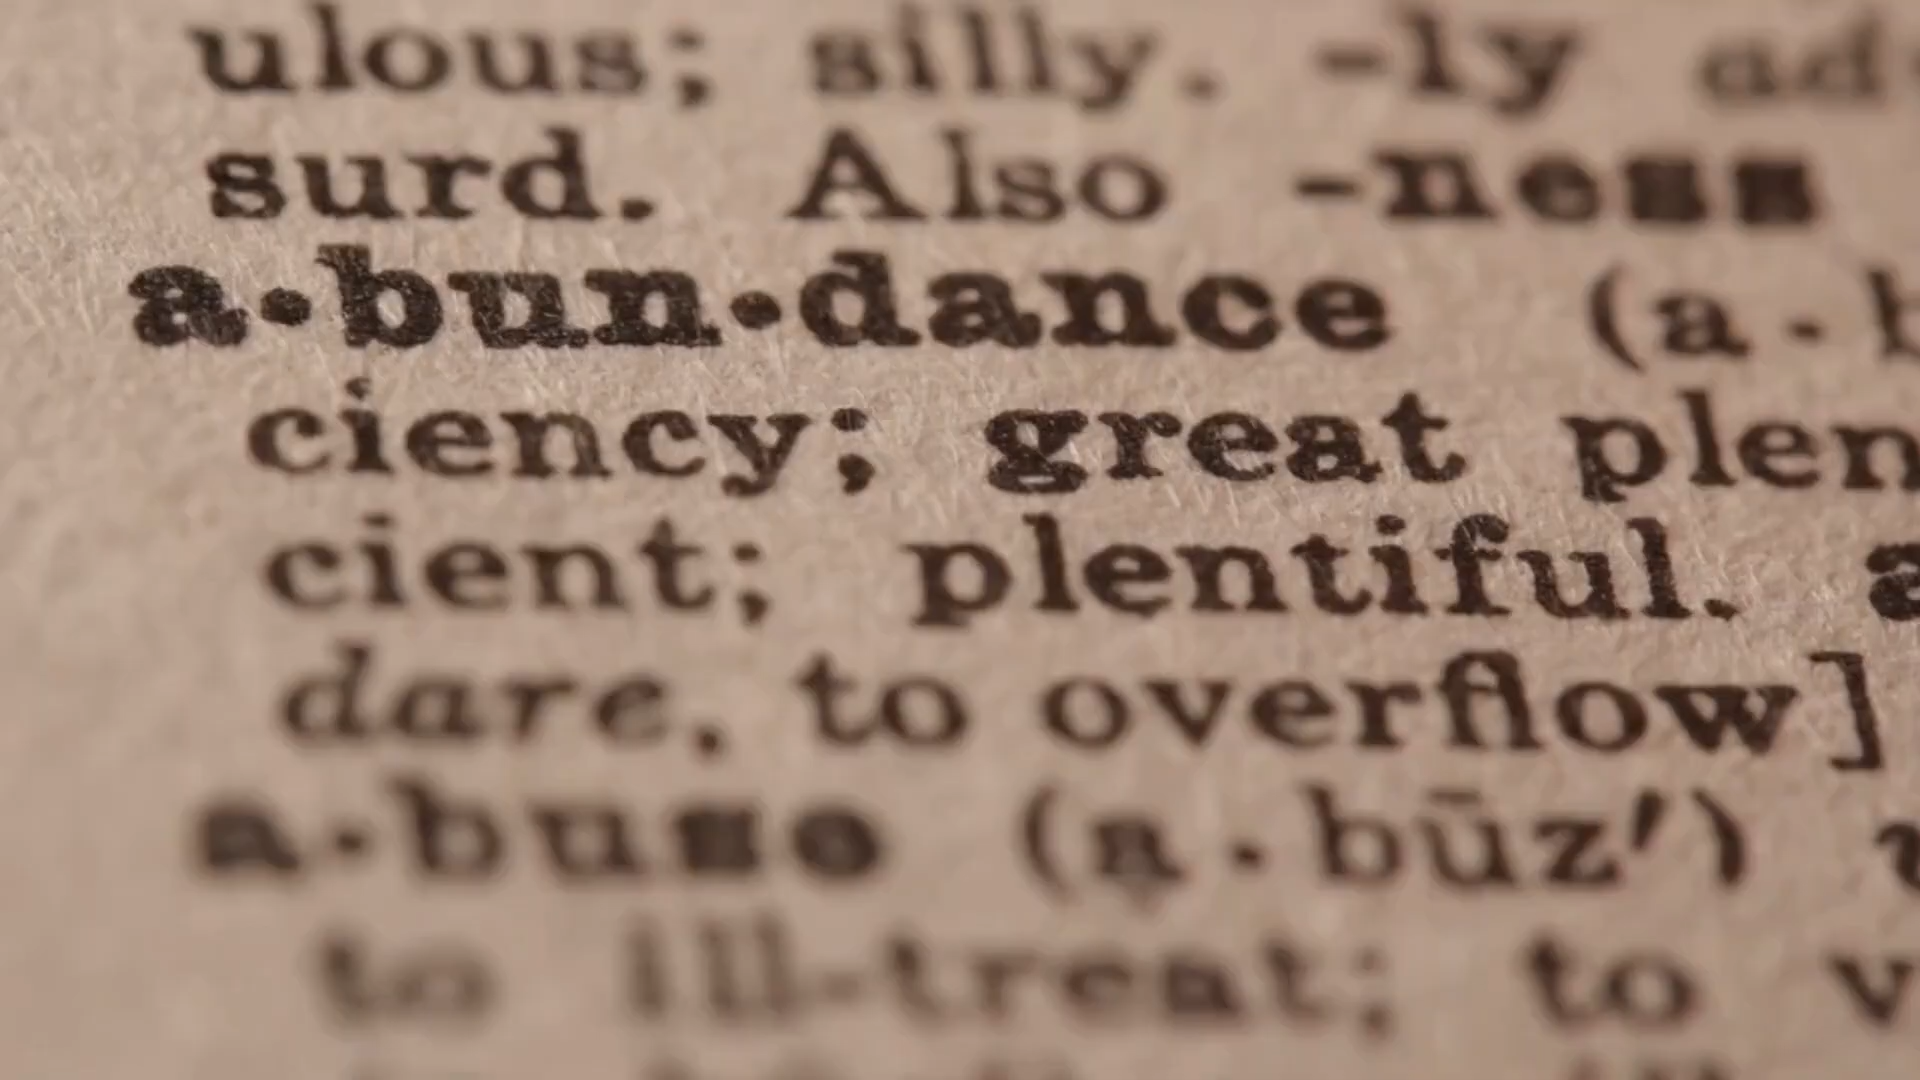 ulous; silly. -ly ad
surd. Also -ness
a·bun·dance (a·b
ciency; great plen
cient; plentiful. a
dare, to overflow]
a·buse (a·būz′) v
to ill-treat; to v